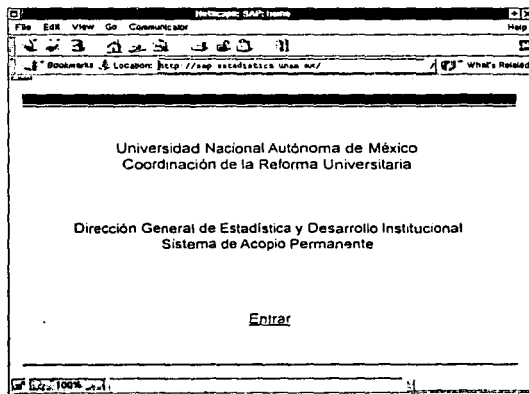 Netscape: SAP: home
File Edit View Go Communicator Help
Bookmarks Location: http://sap.estadistica.unam.mx/ What's Related
Universidad Nacional Autónoma de México
Coordinación de la Reforma Universitaria
Dirección General de Estadística y Desarrollo Institucional
Sistema de Acopio Permanente
Entrar
100%